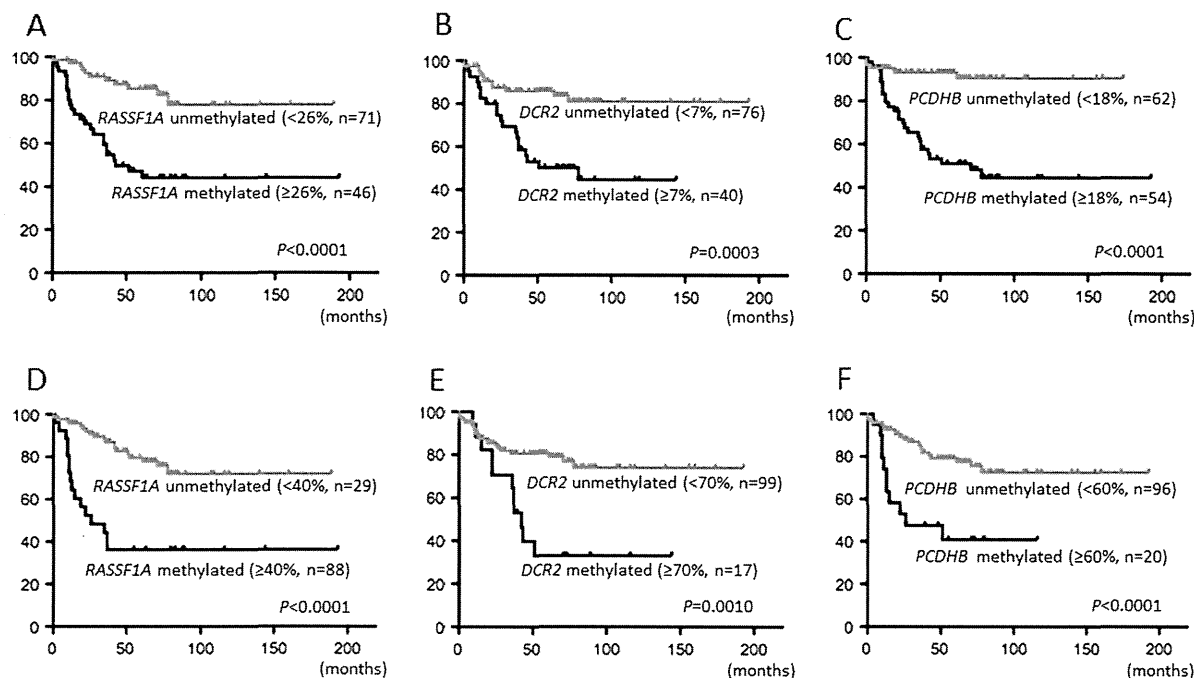 A
100
80
60
40
20
0
RASSF1A unmethylated (<26%, n=71)
RASSF1A methylated (≥26%, n=46)
P<0.0001
0 50 100 150 200
(months)
B
100
80
60
40
20
0
DCR2 unmethylated (<7%, n=76)
DCR2 methylated (≥7%, n=40)
P=0.0003
0 50 100 150 200
(months)
C
100
80
60
40
20
0
PCDHB unmethylated (<18%, n=62)
PCDHB methylated (≥18%, n=54)
P<0.0001
0 50 100 150 200
(months)
D
100
80
60
40
20
0
RASSF1A unmethylated (<40%, n=29)
RASSF1A methylated (≥40%, n=88)
P<0.0001
0 50 100 150 200
(months)
E
100
80
60
40
20
0
DCR2 unmethylated (<70%, n=99)
DCR2 methylated (≥70%, n=17)
P=0.0010
0 50 100 150 200
(months)
F
100
80
60
40
20
0
PCDHB unmethylated (<60%, n=96)
PCDHB methylated (≥60%, n=20)
P<0.0001
0 50 100 150 200
(months)